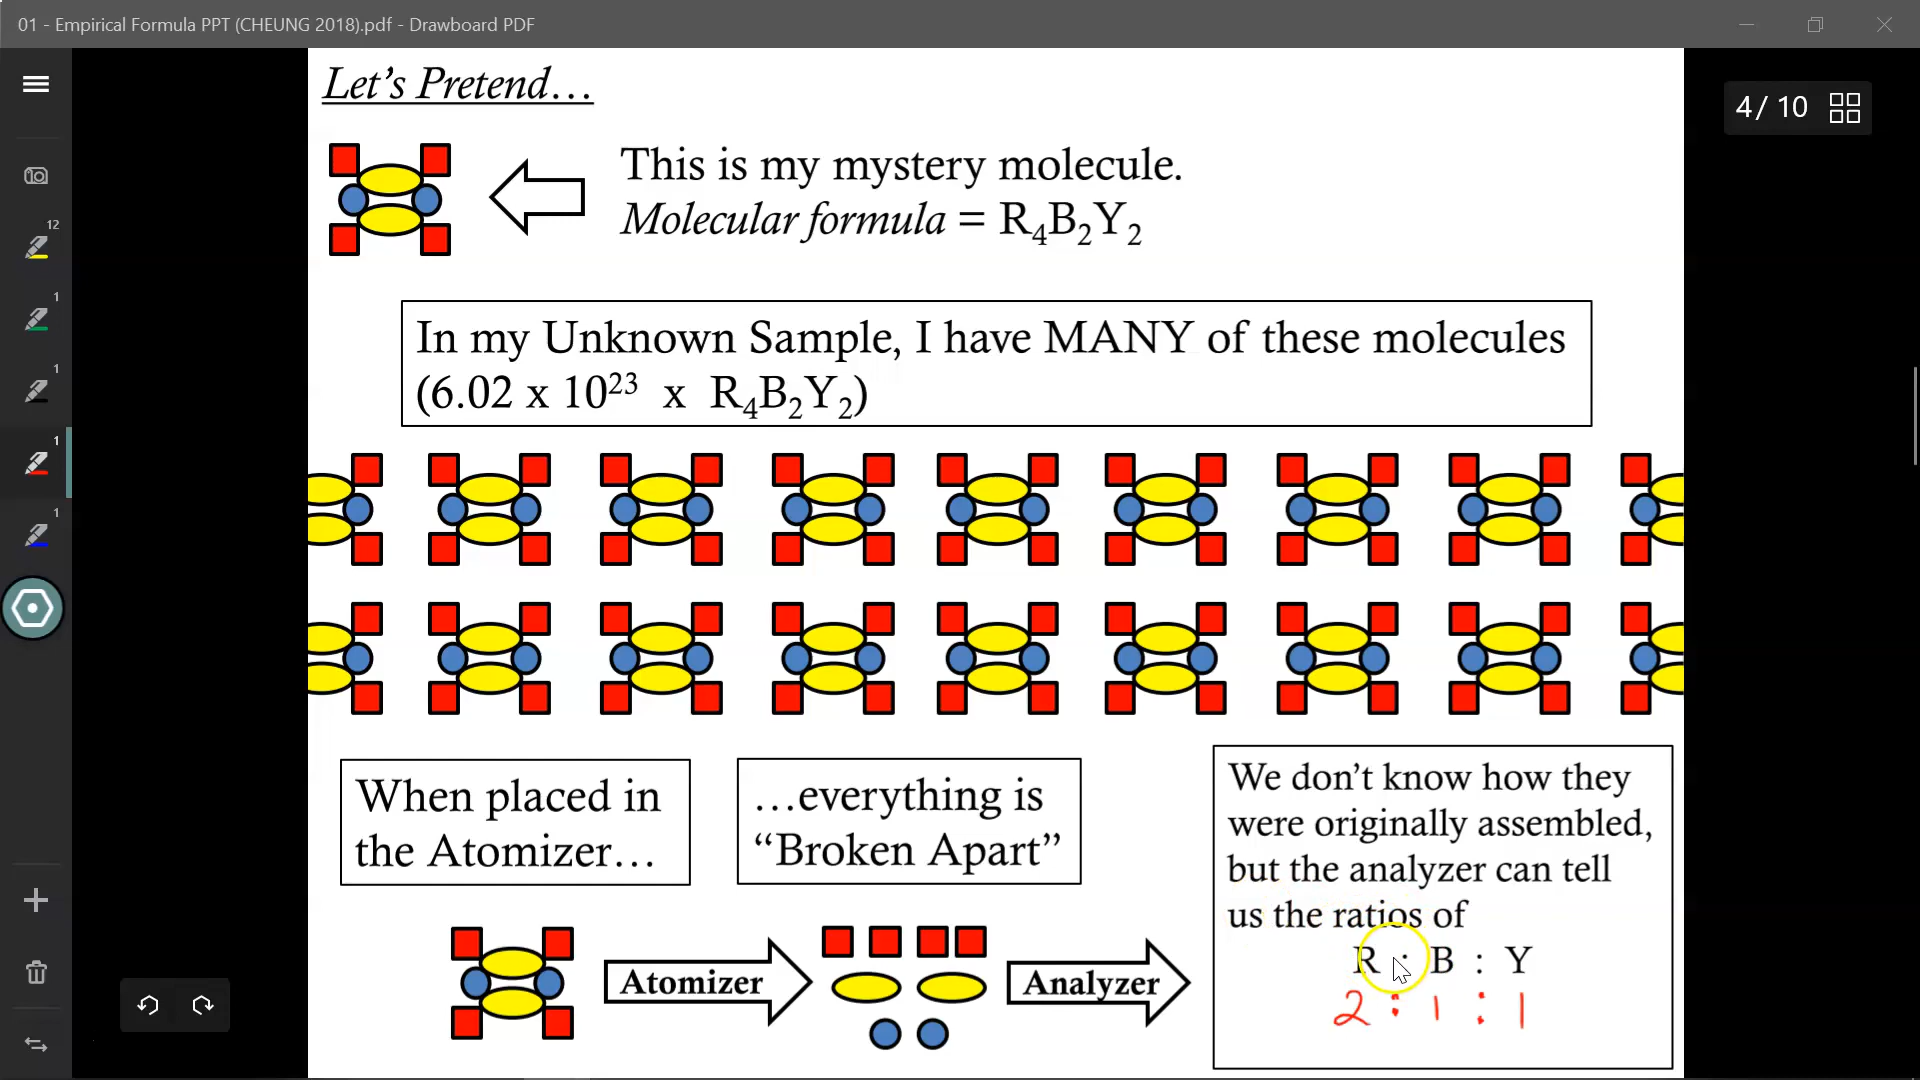 01 - Empirical Formula PPT (CHEUNG 2018).pdf - Drawboard PDF
4 / 10
12
1
1
1
1
Let's Pretend…
This is my mystery molecule.
Molecular formula = R₄B₂Y₂
In my Unknown Sample, I have MANY of these molecules
(6.02 x 10²³ x R₄B₂Y₂)
When placed in
the Atomizer…
…everything is
“Broken Apart”
We don't know how they
were originally assembled,
but the analyzer can tell
us the ratios of
R : B : Y
2 : 1 : 1
Atomizer
Analyzer